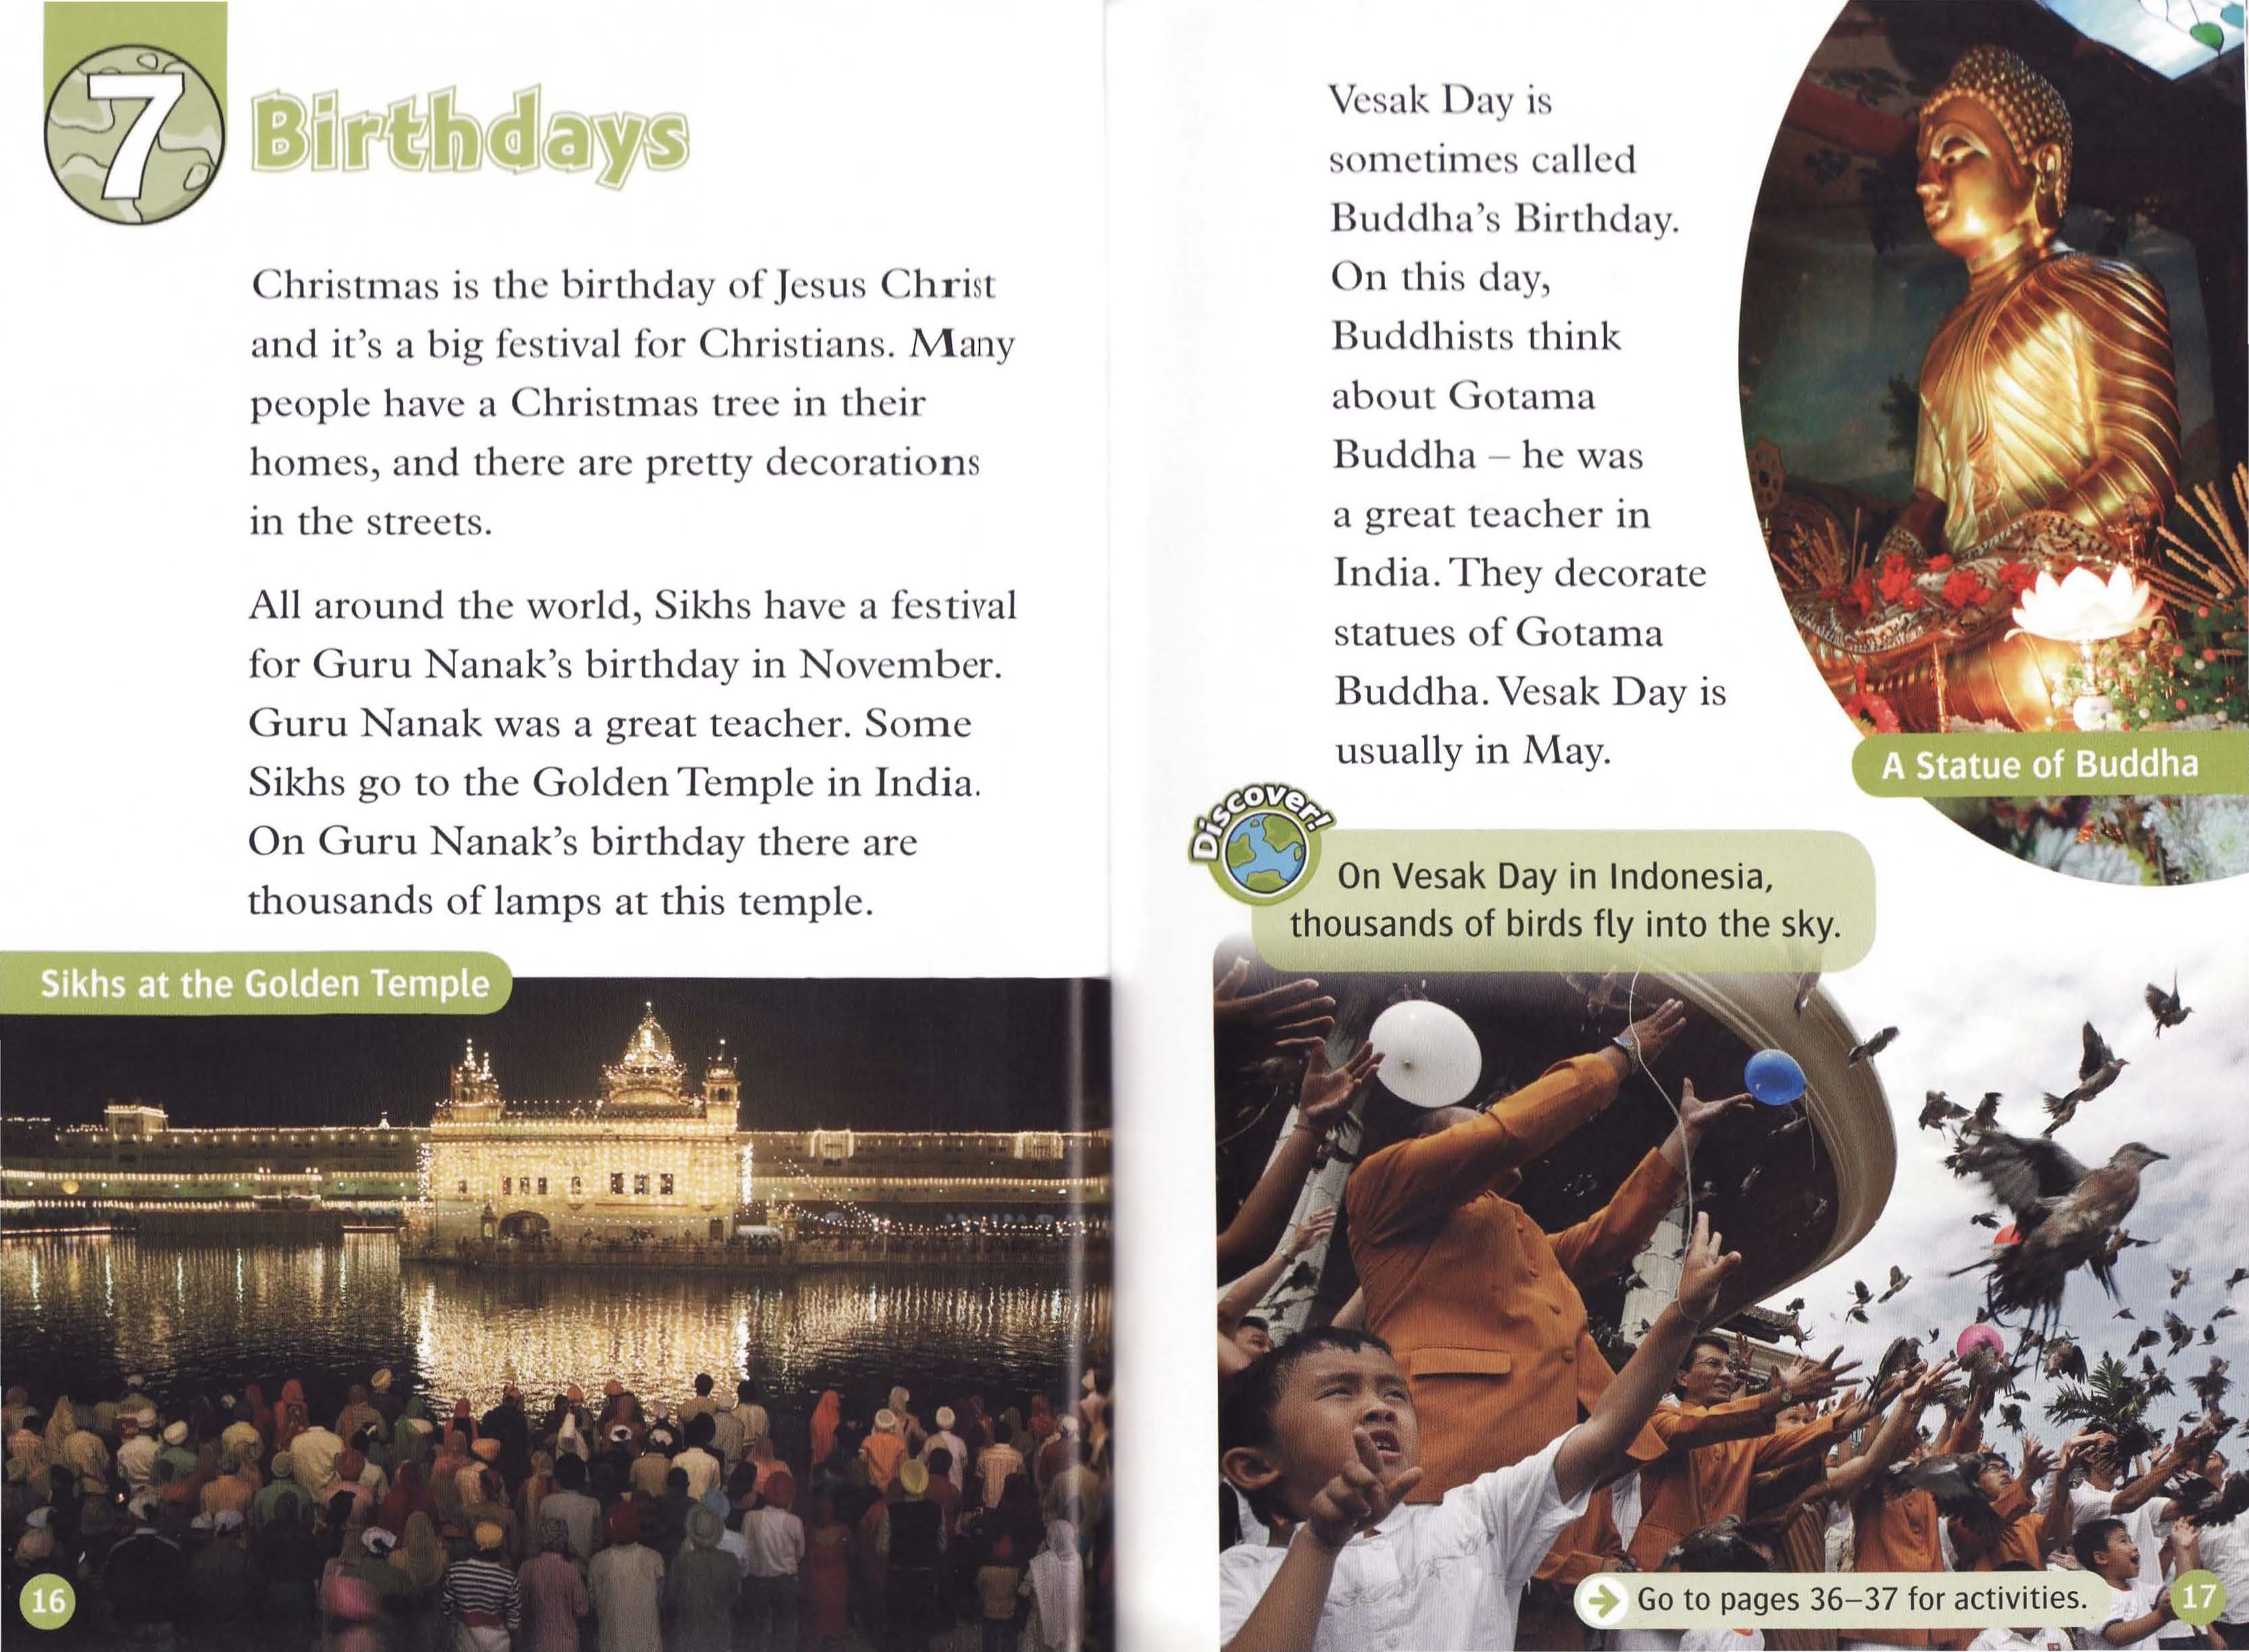 7
Birthdays
Christmas is the birthday of Jesus Christ
and it's a big festival for Christians. Many
people have a Christmas tree in their
homes, and there are pretty decorations
in the streets.
All around the world, Sikhs have a festival
for Guru Nanak's birthday in November.
Guru Nanak was a great teacher. Some
Sikhs go to the Golden Temple in India.
On Guru Nanak's birthday there are
thousands of lamps at this temple.
Sikhs at the Golden Temple
16
Vesak Day is
sometimes called
Buddha's Birthday.
On this day,
Buddhists think
about Gotama
Buddha – he was
a great teacher in
India. They decorate
statues of Gotama
Buddha. Vesak Day is
usually in May.
A Statue of Buddha
Discover!
On Vesak Day in Indonesia,
thousands of birds fly into the sky.
Go to pages 36–37 for activities.
17